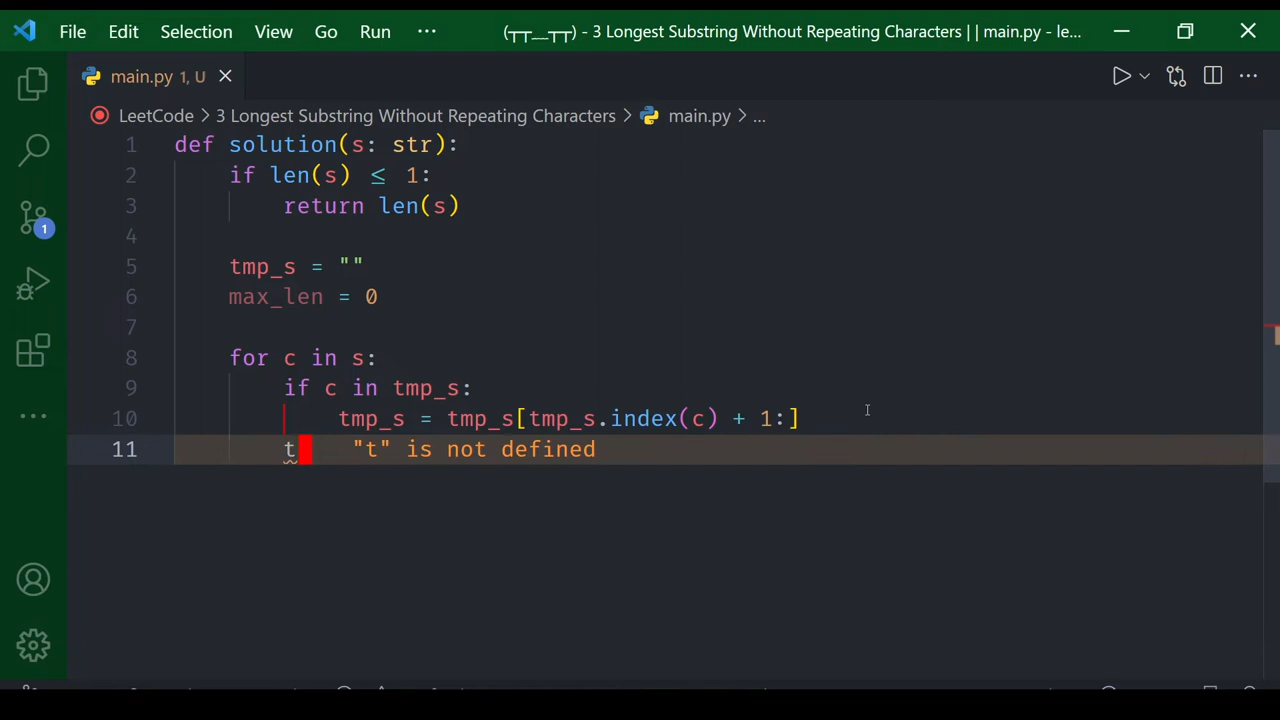 File Edit Selection View Go Run ··· (┬┬﹏┬┬) - 3 Longest Substring Without Repeating Characters | | main.py - le...
main.py 1, U
LeetCode > 3 Longest Substring Without Repeating Characters > main.py > ...
1 def solution(s: str):
2 if len(s) ≤ 1:
3 return len(s)
4
5 tmp_s = ""
6 max_len = 0
7
8 for c in s:
9 if c in tmp_s:
10 tmp_s = tmp_s[tmp_s.index(c) + 1:]
11 t "t" is not defined
1